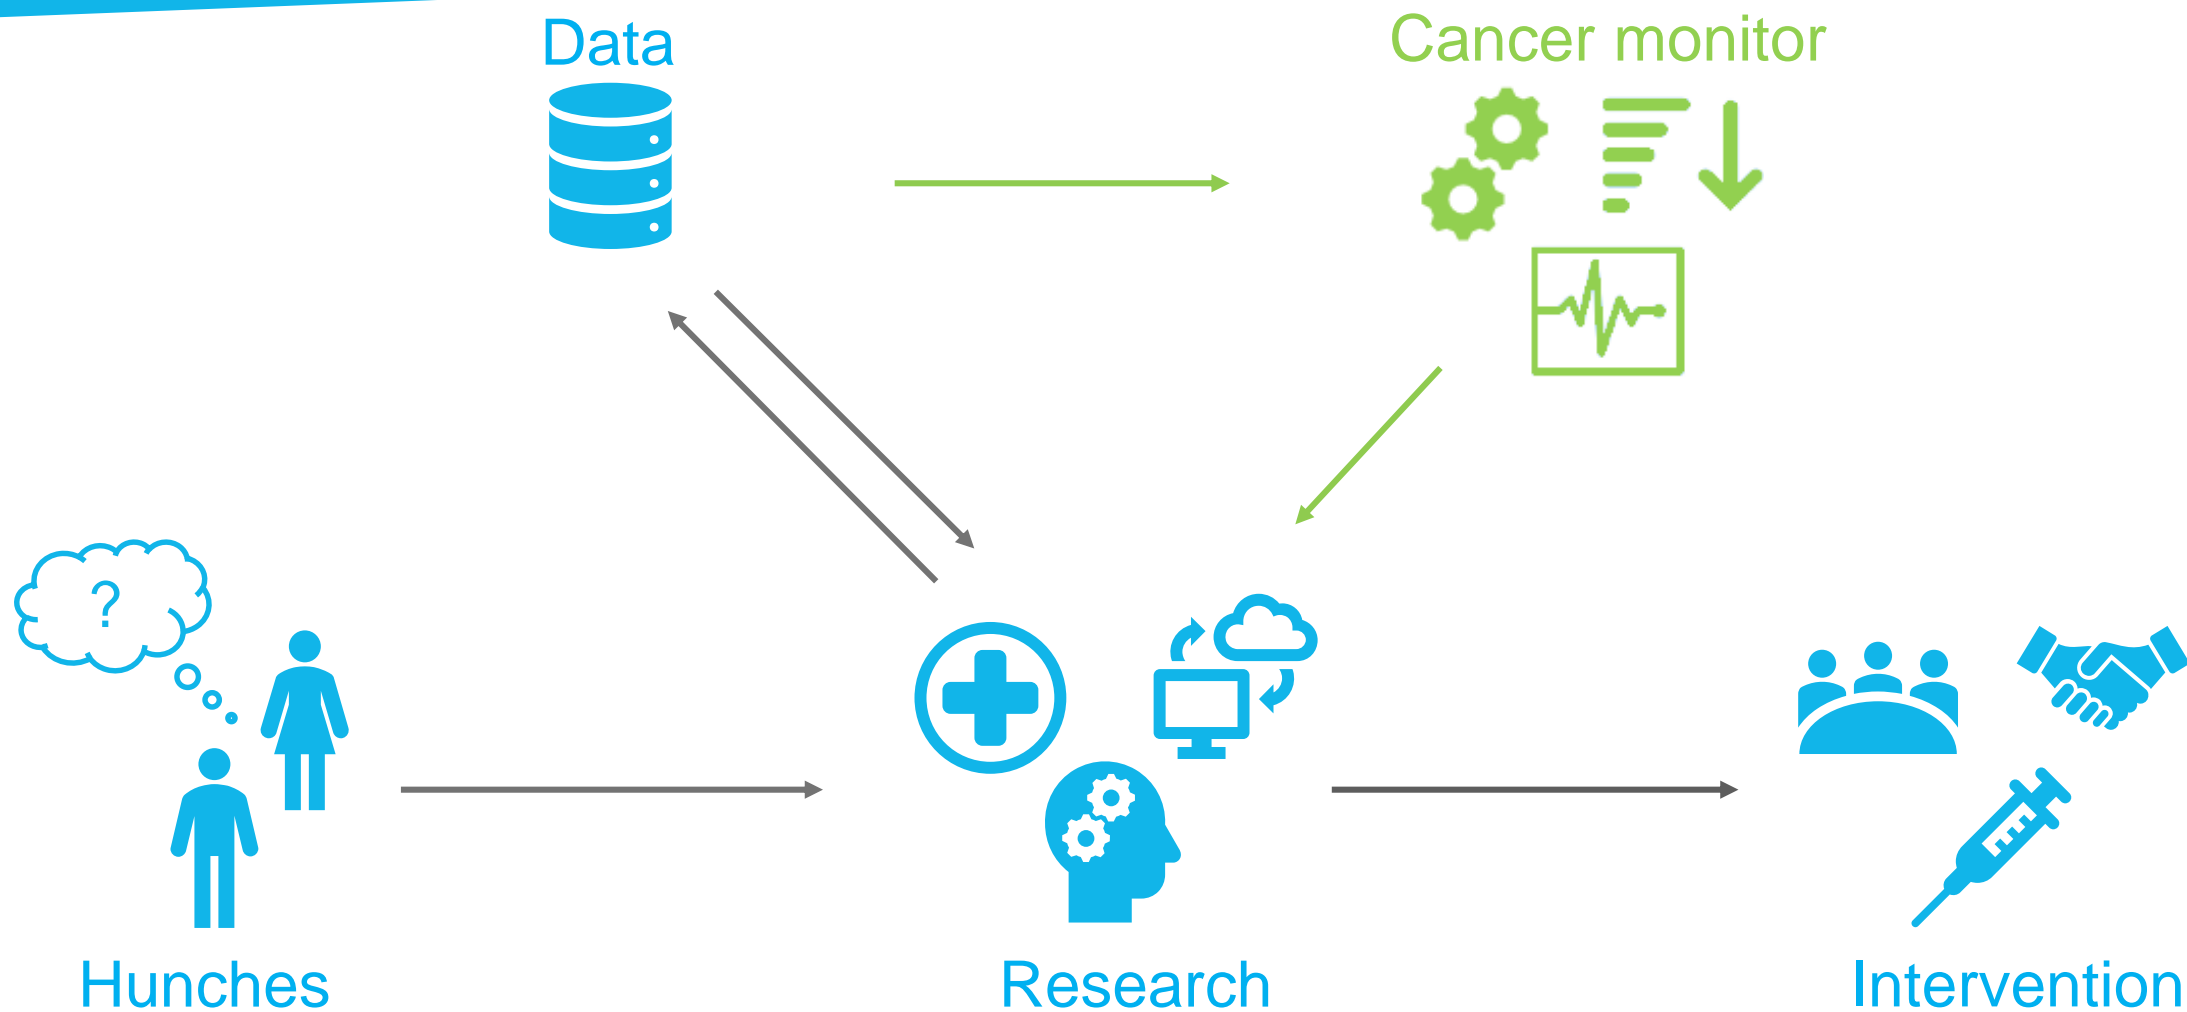 Data
Cancer monitor
?
Hunches
Research
Intervention